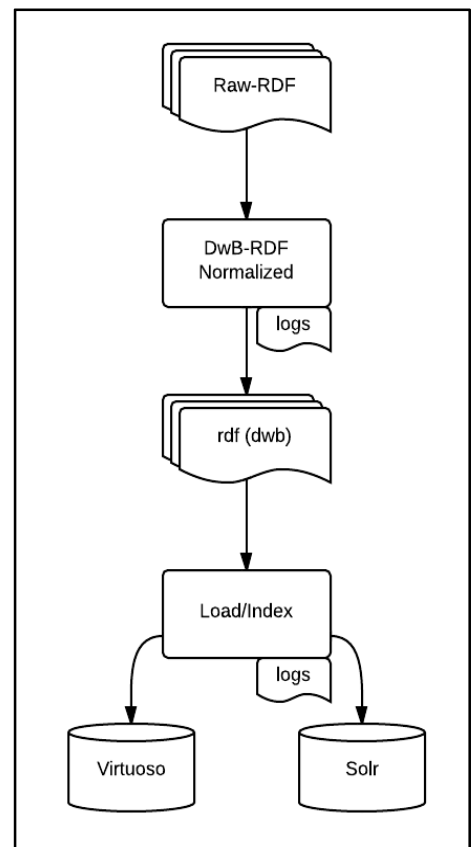 Raw-RDF
DwB-RDF
Normalized
logs
rdf (dwb)
Load/Index
logs
Virtuoso
Solr